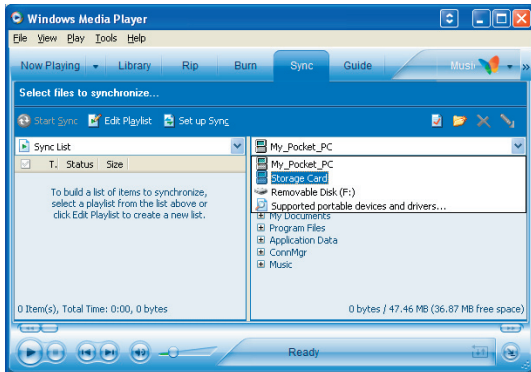 Windows Media Player
File View Play Tools Help
Now Playing Library Rip Burn Sync Guide Music
Select files to synchronize...
Start Sync Edit Playlist Set up Sync
Sync List
T. Status Size
To build a list of items to synchronize,
select a playlist from the list above or
click Edit Playlist to create a new list.
0 Item(s), Total Time: 0:00, 0 bytes
My_Pocket_PC
My_Pocket_PC
Storage Card
Removable Disk (F:)
Supported portable devices and drivers...
My Documents
Program Files
Application Data
ConnMgr
Music
0 bytes / 47.46 MB (36.87 MB free space)
Ready